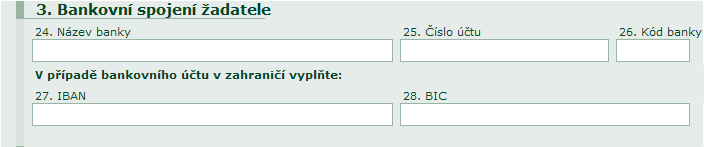 3. Bankovní spojení žadatele
24. Název banky 25. Číslo účtu 26. Kód banky
V případě bankovního účtu v zahraničí vyplňte:
27. IBAN 28. BIC